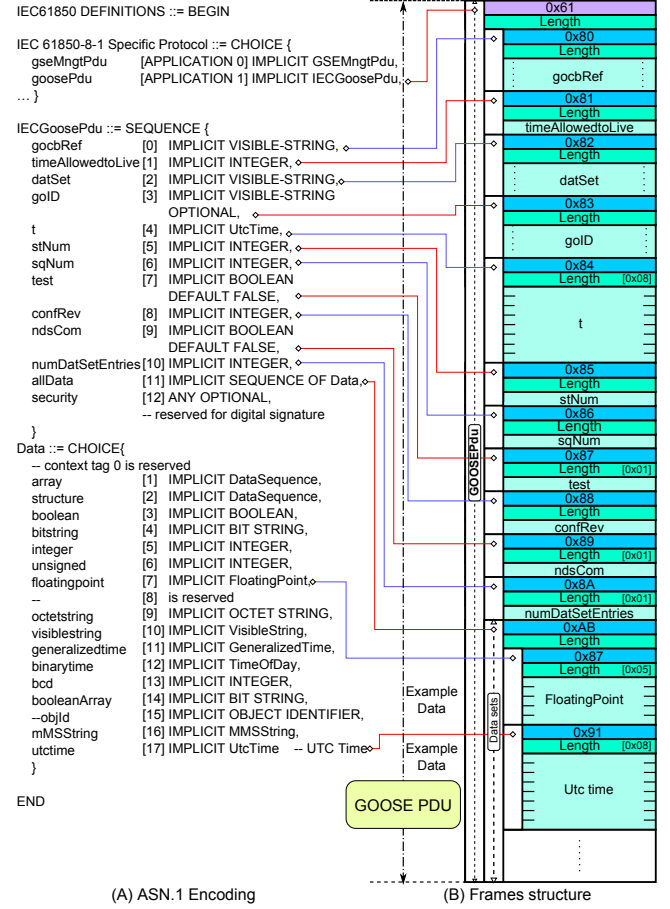 IEC61850 DEFINITIONS ::= BEGIN
IEC 61850-8-1 Specific Protocol ::= CHOICE {
gseMngtPdu [APPLICATION 0] IMPLICIT GSEMngtPdu,
goosePdu [APPLICATION 1] IMPLICIT IECGoosePdu,
... }
IECGoosePdu ::= SEQUENCE {
gocbRef [0] IMPLICIT VISIBLE-STRING,
timeAllowedtoLive [1] IMPLICIT INTEGER,
datSet [2] IMPLICIT VISIBLE-STRING,
goID [3] IMPLICIT VISIBLE-STRING
OPTIONAL,
t [4] IMPLICIT UtcTime,
stNum [5] IMPLICIT INTEGER,
sqNum [6] IMPLICIT INTEGER,
test [7] IMPLICIT BOOLEAN
DEFAULT FALSE,
confRev [8] IMPLICIT INTEGER,
ndsCom [9] IMPLICIT BOOLEAN
DEFAULT FALSE,
numDatSetEntries [10] IMPLICIT INTEGER,
allData [11] IMPLICIT SEQUENCE OF Data,
security [12] ANY OPTIONAL,
-- reserved for digital signature
}
Data ::= CHOICE{
-- context tag 0 is reserved
array [1] IMPLICIT DataSequence,
structure [2] IMPLICIT DataSequence,
boolean [3] IMPLICIT BOOLEAN,
bitstring [4] IMPLICIT BIT STRING,
integer [5] IMPLICIT INTEGER,
unsigned [6] IMPLICIT INTEGER,
floatingpoint [7] IMPLICIT FloatingPoint,
-- [8] is reserved
octetstring [9] IMPLICIT OCTET STRING,
visiblestring [10] IMPLICIT VisibleString,
generalizedtime [11] IMPLICIT GeneralizedTime,
binarytime [12] IMPLICIT TimeOfDay,
bcd [13] IMPLICIT INTEGER,
booleanArray [14] IMPLICIT BIT STRING,
--objId [15] IMPLICIT OBJECT IDENTIFIER,
mMSString [16] IMPLICIT MMSString,
utctime [17] IMPLICIT UtcTime -- UTC Time
}
END
(A) ASN.1 Encoding
Example
Data
Example
Data
GOOSE PDU
GOOSEPdu
Data sets
0x61
Length
0x80
Length
gocbRef
0x81
Length
timeAllowedtoLive
0x82
Length
datSet
0x83
Length
goID
0x84
Length [0x08]
t
0x85
Length
stNum
0x86
Length
sqNum
0x87
Length [0x01]
test
0x88
Length
confRev
0x89
Length [0x01]
ndsCom
0x8A
Length [0x01]
numDatSetEntries
0xAB
Length
0x87
Length [0x05]
FloatingPoint
0x91
Length [0x08]
Utc time
(B) Frames structure